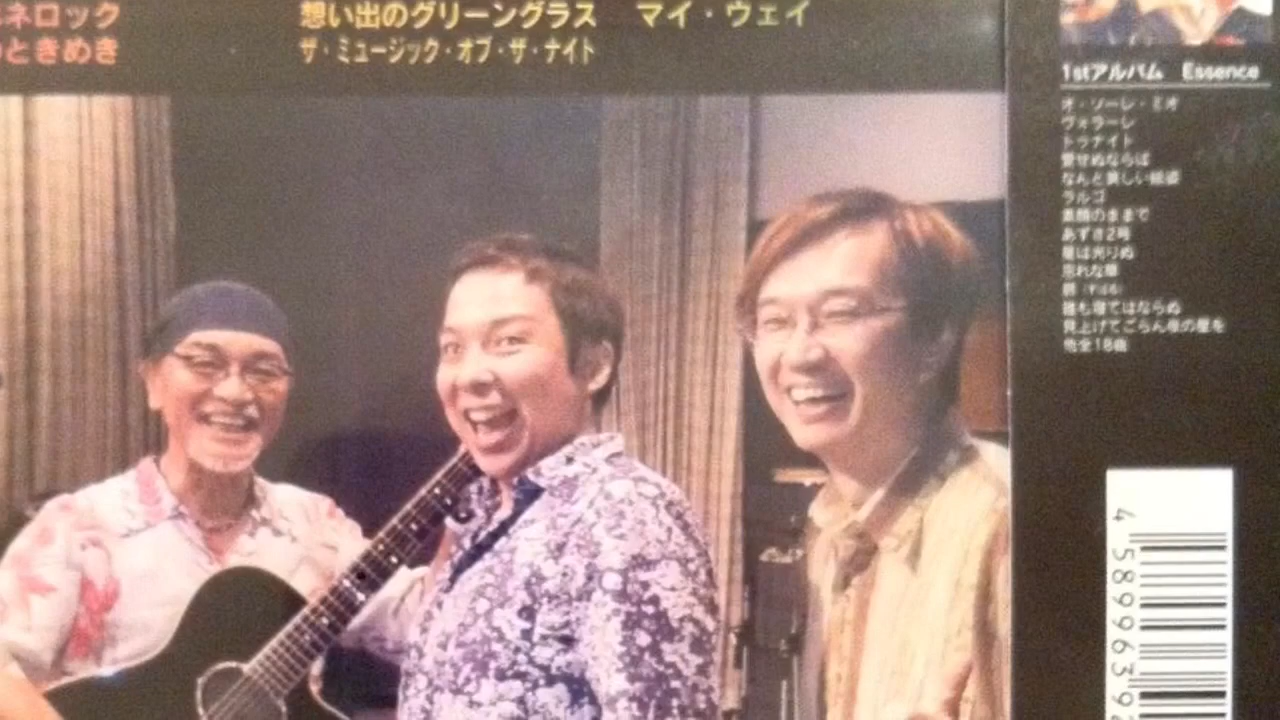 ネロック
ときめき
想い出のグリーングラス マイ・ウェイ
ザ・ミュージック・オブ・ザ・ナイト
1stアルバム Essence
オ・ソーレ・ミオ
ヴォラーレ
トゥナイト
愛せぬならば
なんと美しい絵姿
ラルゴ
素顔のままで
あずさ2号
星は光りぬ
忘れな草
昴（すばる）
誰も寝てはならぬ
見上げてごらん夜の星を
他全18曲
4 5899639